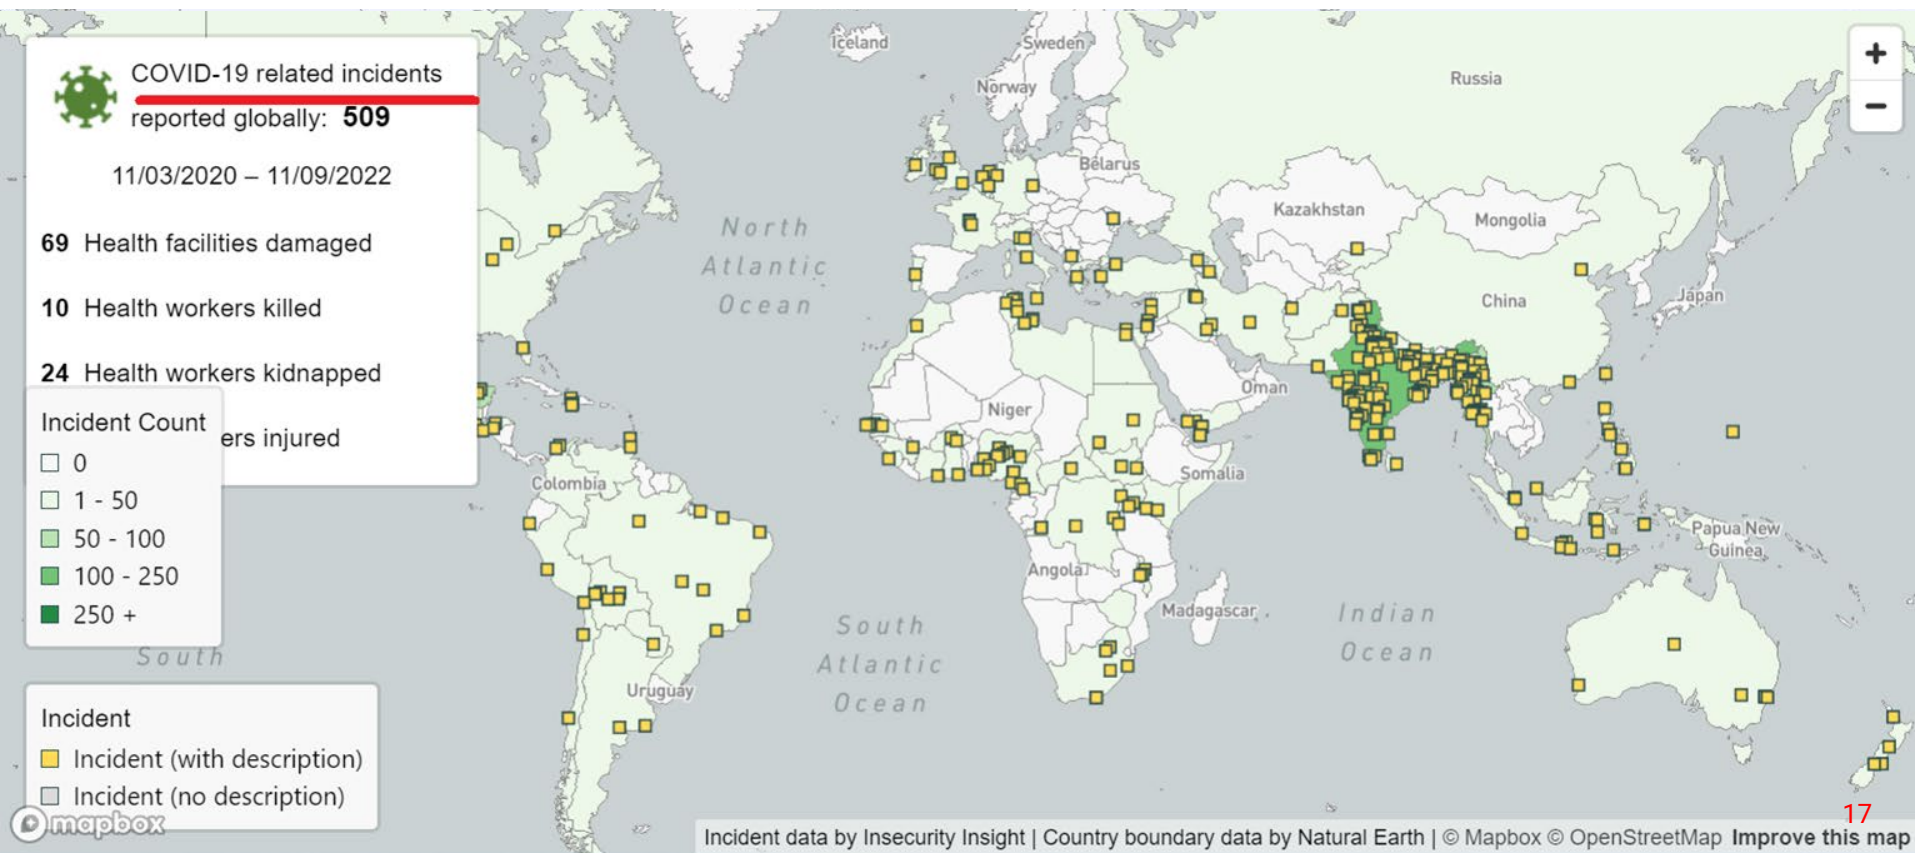 COVID-19 related incidents
reported globally: 509
11/03/2020 – 11/09/2022
69 Health facilities damaged
10 Health workers killed
24 Health workers kidnapped
ers injured
Incident Count
0
1 - 50
50 - 100
100 - 250
250 +
Incident
Incident (with description)
Incident (no description)
mapbox
Iceland
Sweden
Norway
Russia
Belarus
Kazakhstan
Mongolia
North
Atlantic
Ocean
China
Japan
Oman
Niger
Somalia
Colombia
Papua New
Guinea
Angola
Madagascar
South
Atlantic
Ocean
Indian
Ocean
South
Uruguay
+
−
17
Incident data by Insecurity Insight | Country boundary data by Natural Earth | © Mapbox © OpenStreetMap Improve this map